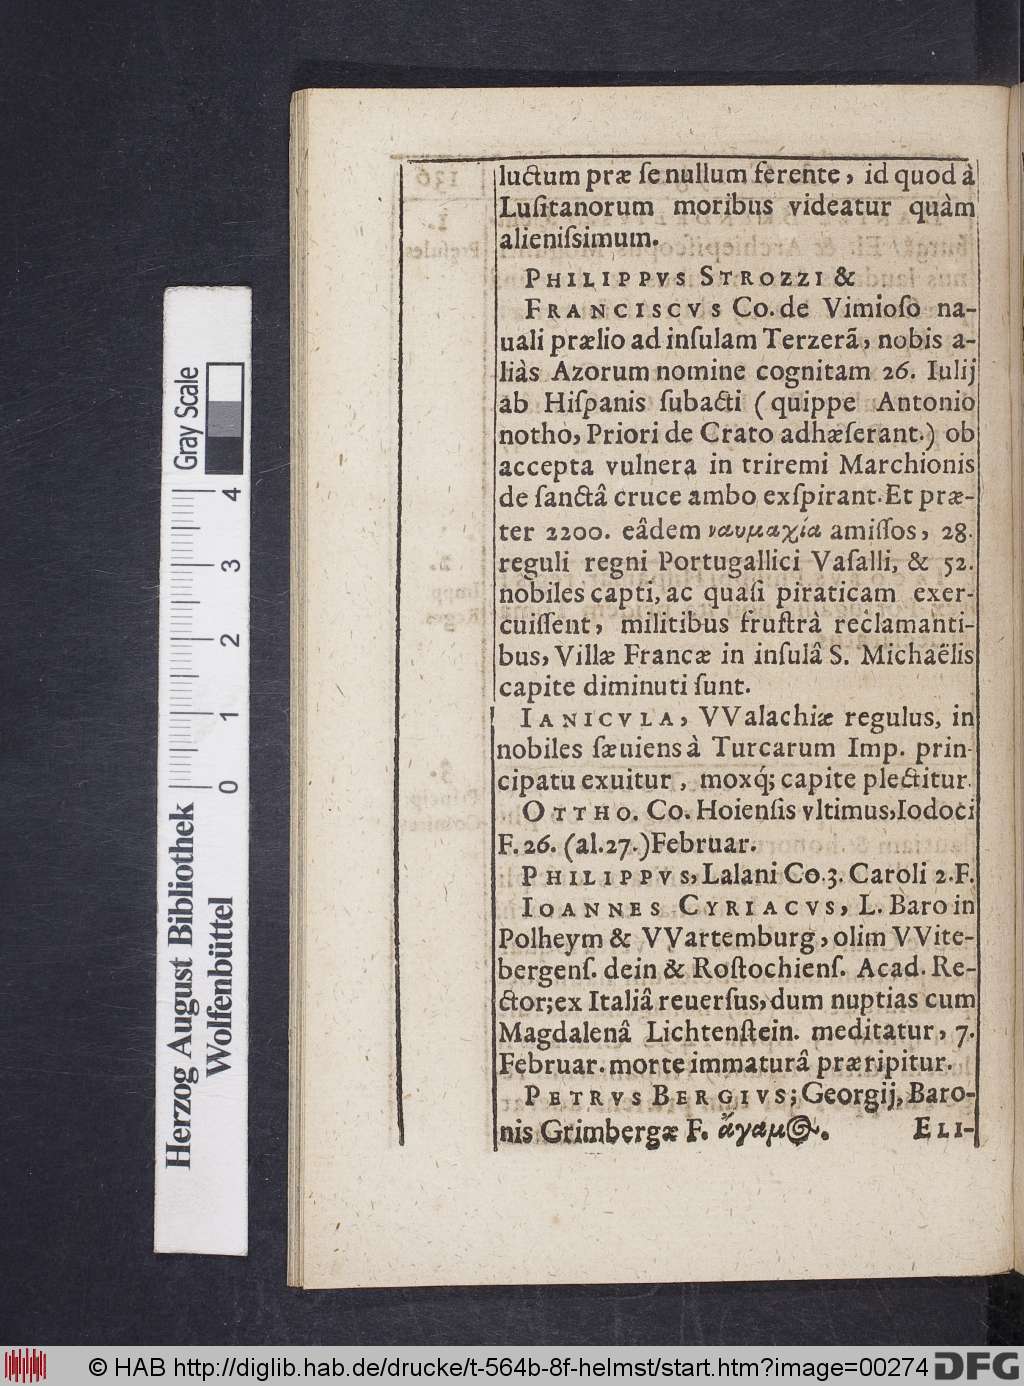 luctum præ ſe nullum ferente, id quod à
Luſitanorum moribus videatur quàm
alieniſsimum.
PHILIPPVS STROZZI &
FRANCISCVS Co. de Vimioſo na-
uali prælio ad inſulam Terzerã, nobis a-
liàs Azorum nomine cognitam 26. Iulij
ab Hiſpanis ſubacti (quippe Antonio
notho, Priori de Crato adhæſerant.) ob
accepta vulnera in triremi Marchionis
de ſanctâ cruce ambo exſpirant. Et præ-
ter 2200. eâdem ναυμαχία amiſſos, 28.
reguli regni Portugallici Vaſalli, & 52.
nobiles capti, ac quaſi piraticam exer-
cuiſſent, militibus fruſtrà reclamanti-
bus, Villæ Francæ in inſulâ S. Michaëlis
capite diminuti ſunt.
IANICVLA, VValachiæ regulus, in
nobiles ſæuiens à Turcarum Imp. prin-
cipatu exuitur, moxq́; capite plectitur.
OTTHO. Co. Hoienſis vltimus, Iodoci
F. 26. (al. 27.) Februar.
PHILIPPVS, Lalani Co. 3. Caroli 2. F.
IOANNES CYRIACVS, L. Baro in
Polheym & VVartemburg, olim VVite-
bergenſ. dein & Roſtochienſ. Acad. Re-
ctor; ex Italiâ reuerſus, dum nuptias cum
Magdalenâ Lichtenſtein. meditatur, 7.
Februar. morte immaturâ præripitur.
PETRVS BERGIVS; Georgij, Baro-
nis Grimbergæ F. ἄγαμος.
ELI-
Gray Scale
0 1 2 3 4
Herzog August Bibliothek
Wolfenbüttel
© HAB http://diglib.hab.de/drucke/t-564b-8f-helmst/start.htm?image=00274
DFG